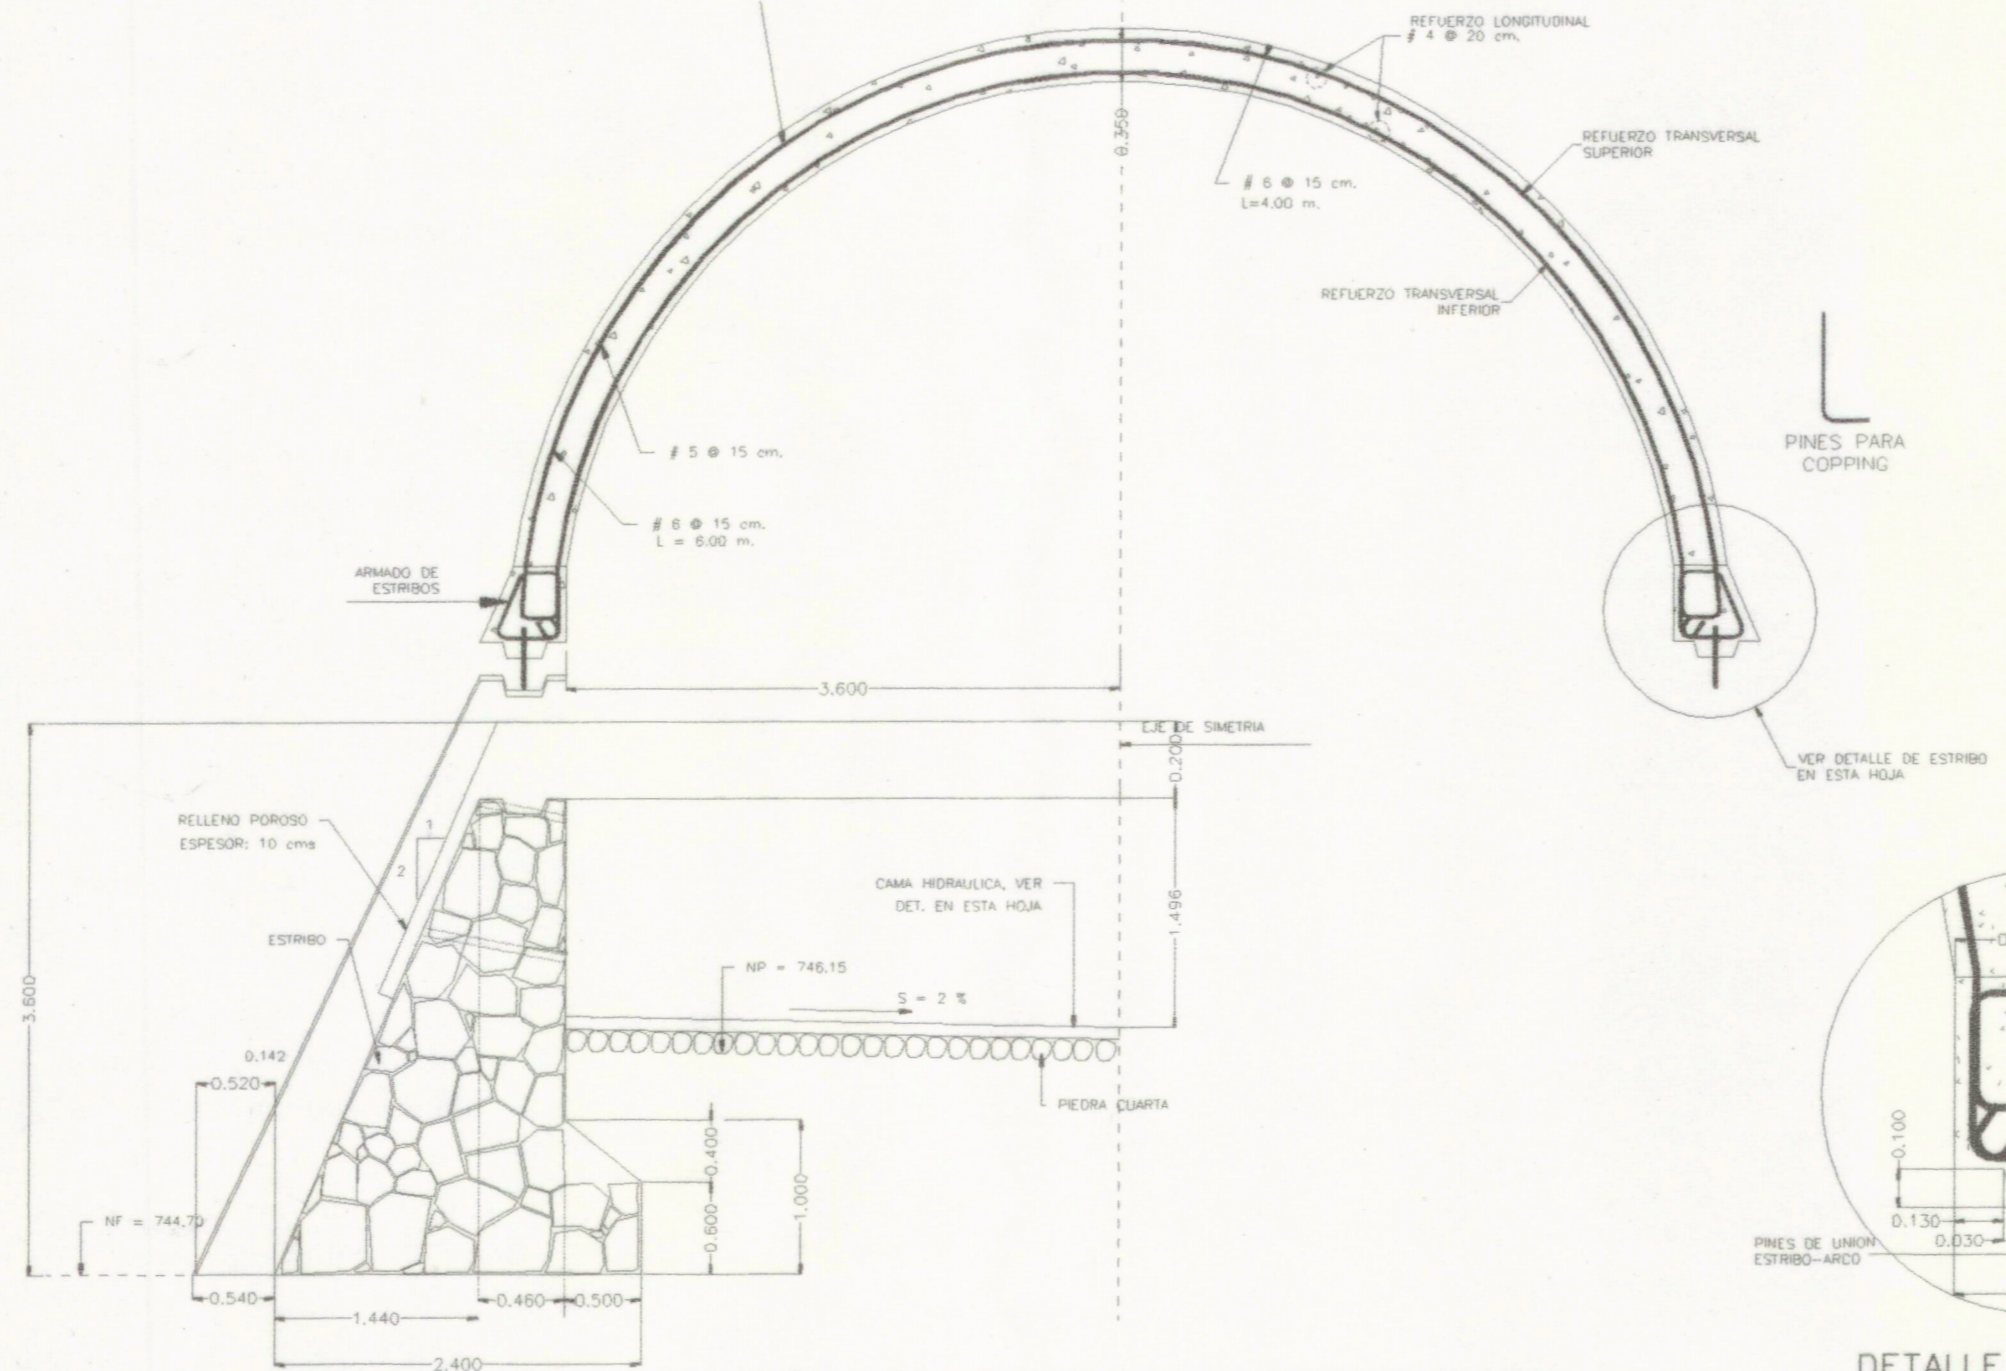 REFUERZO LONGITUDINAL
# 4 @ 20 cm.
0.350
REFUERZO TRANSVERSAL
SUPERIOR
# 6 @ 15 cm.
L=4.00 m.
REFUERZO TRANSVERSAL
INFERIOR
PINES PARA
COPPING
# 5 @ 15 cm.
# 6 @ 15 cm.
L = 6.00 m.
ARMADO DE
ESTRIBOS
3.600
EJE DE SIMETRIA
0.200
VER DETALLE DE ESTRIBO
EN ESTA HOJA
RELLENO POROSO
ESPESOR: 10 cms
1
2
CAMA HIDRAULICA, VER
DET. EN ESTA HOJA
1.496
ESTRIBO
NP = 746.15
S = 2 %
3.600
0.142
0.520
PIEDRA CUARTA
0.400
0.600
1.000
0.100
0.130
0.030
PINES DE UNION
ESTRIBO-ARCO
NF = 744.70
0.540
0.460
0.500
1.440
2.400
DETALLE